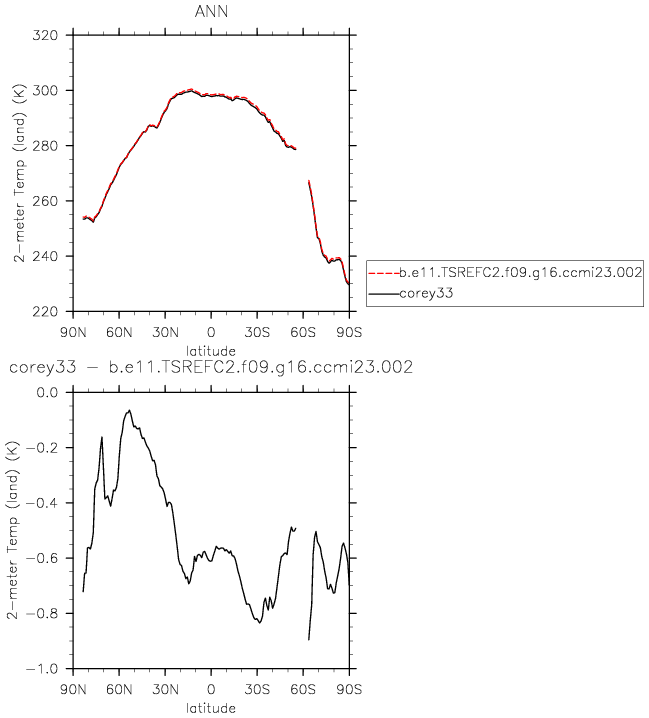 ANN
320
300
280
260
240
220
2-meter Temp (land) (K)
90N 60N 30N 0 30S 60S 90S
latitude
b.e11.TSREFC2.f09.g16.ccmi23.002
corey33
corey33 − b.e11.TSREFC2.f09.g16.ccmi23.002
0.0
−0.2
−0.4
−0.6
−0.8
−1.0
2-meter Temp (land) (K)
90N 60N 30N 0 30S 60S 90S
latitude